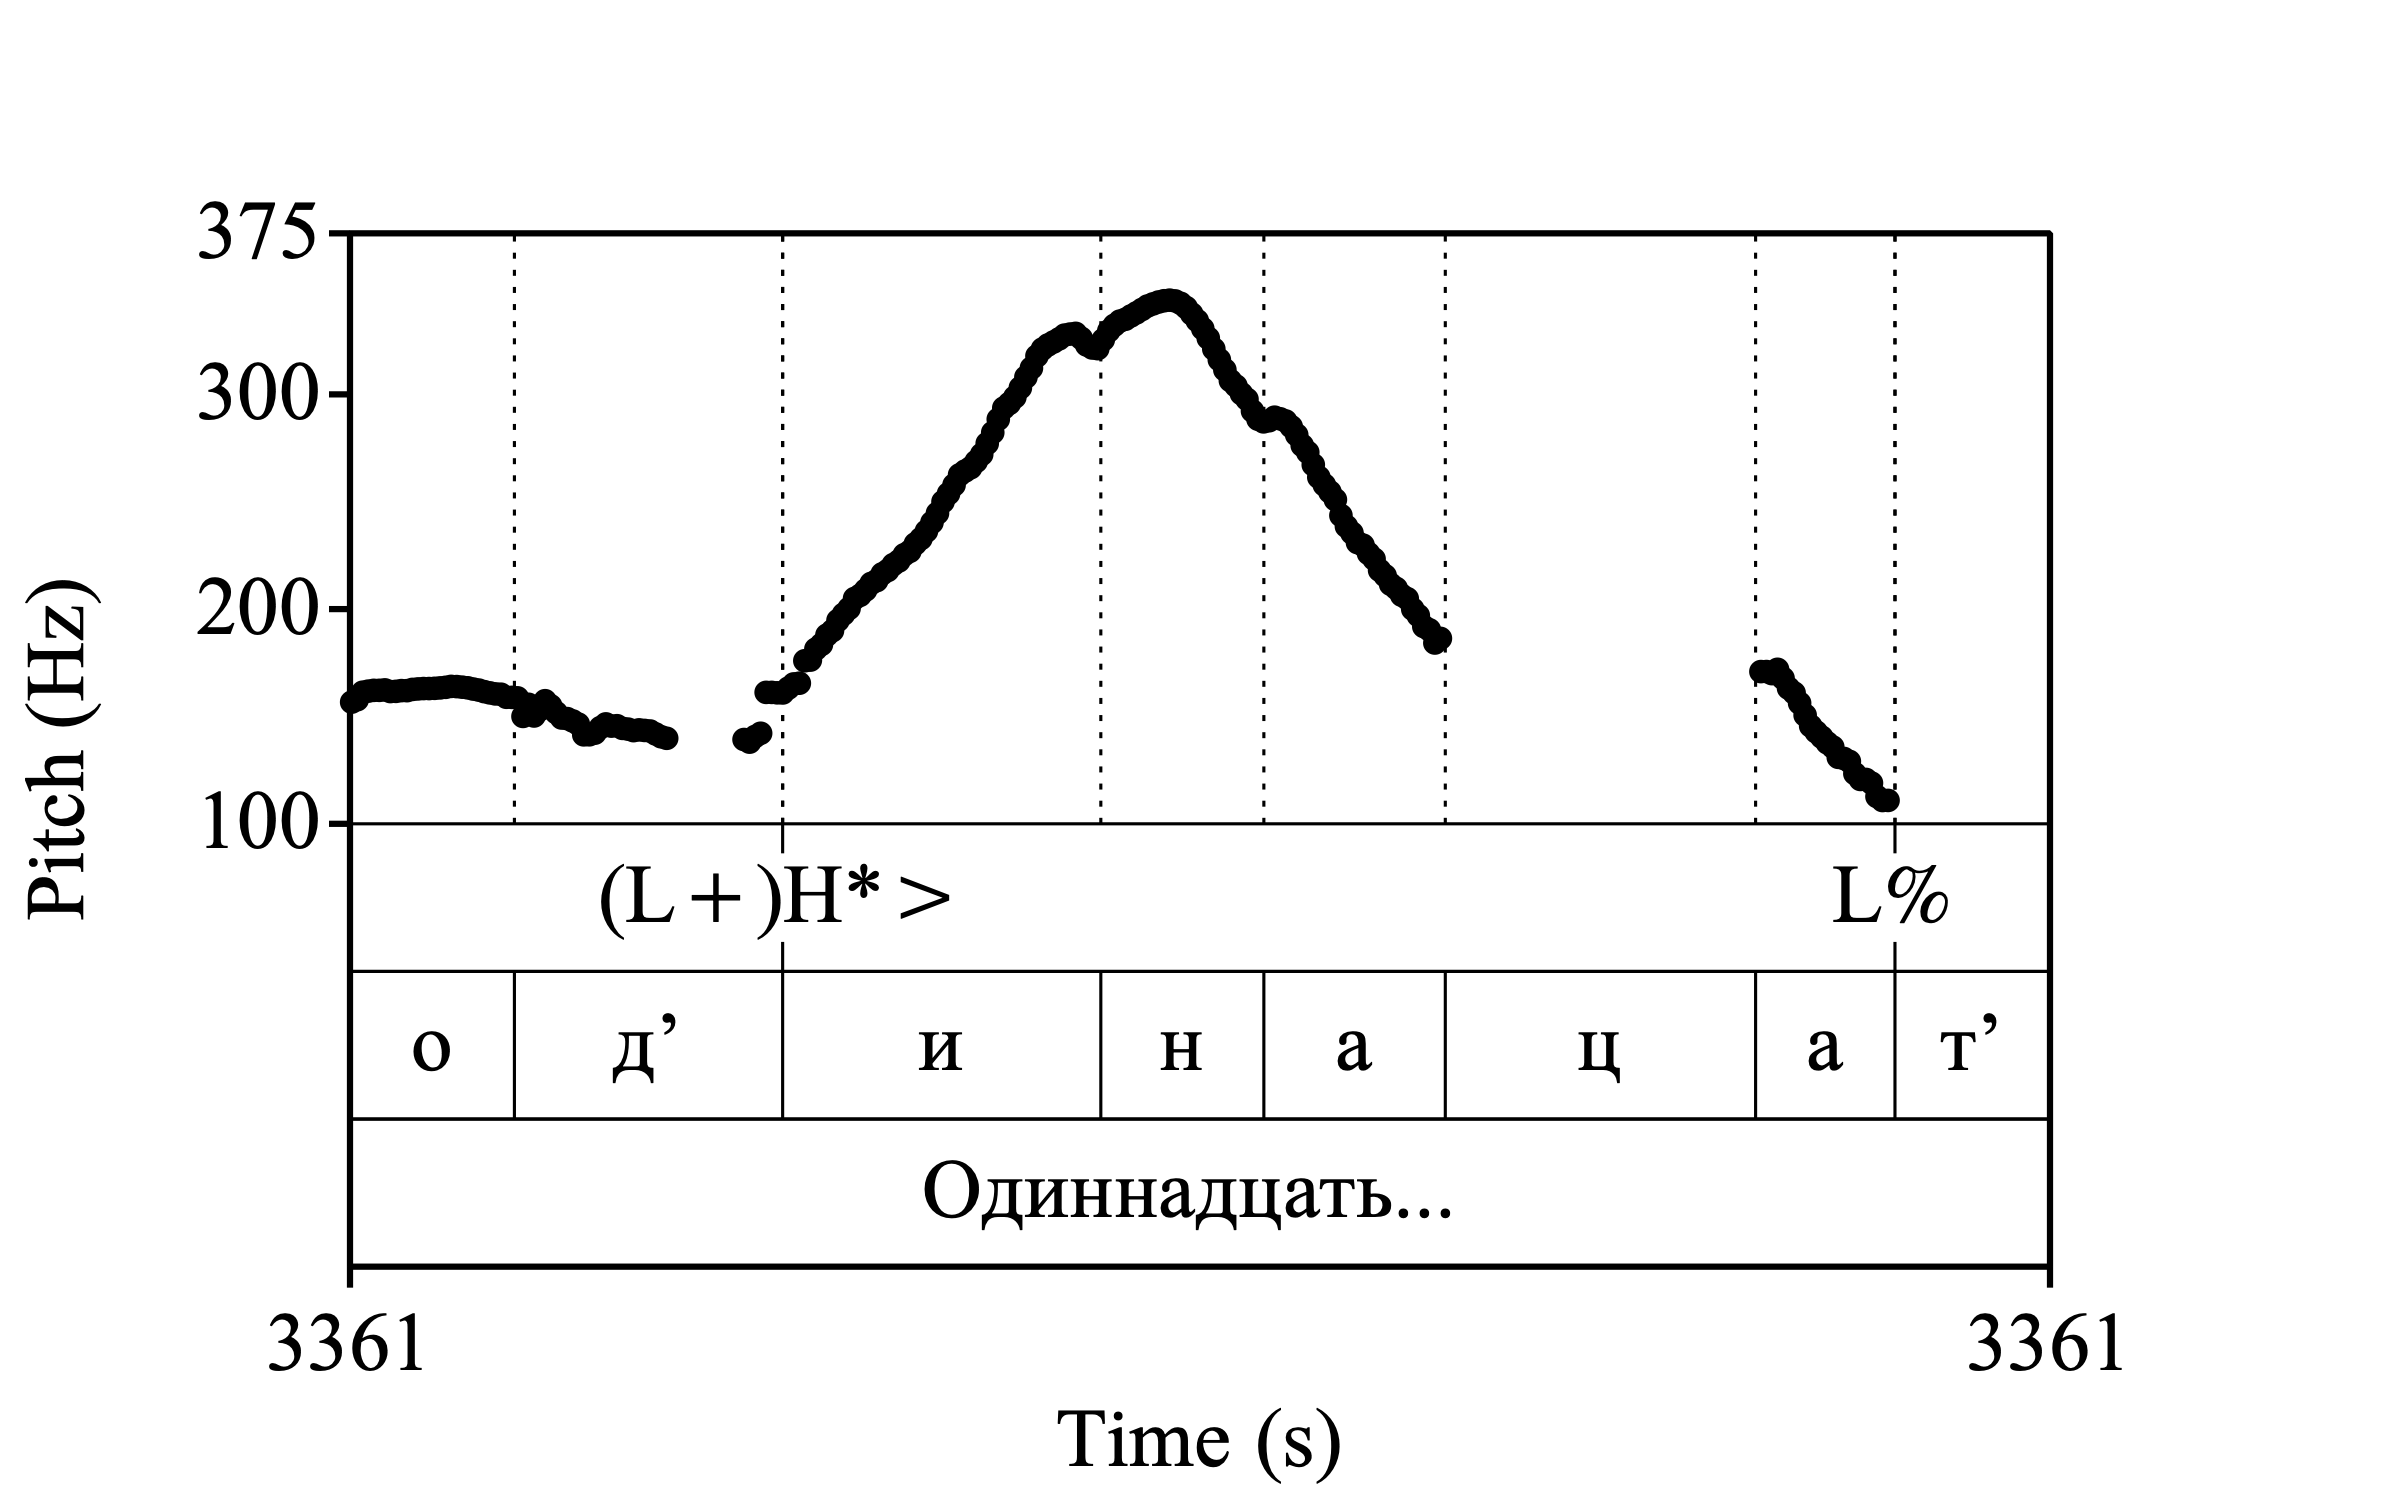 375
300
200
100
Pitch (Hz)
(L+)H*> L%
о д’ и н а ц а т’
Одиннадцать...
3361 3361
Time (s)